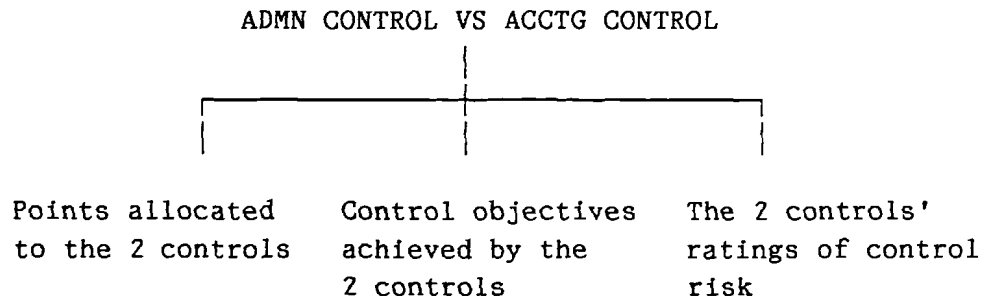 ADMN CONTROL VS ACCTG CONTROL
Points allocated
to the 2 controls
Control objectives
achieved by the
2 controls
The 2 controls'
ratings of control
risk